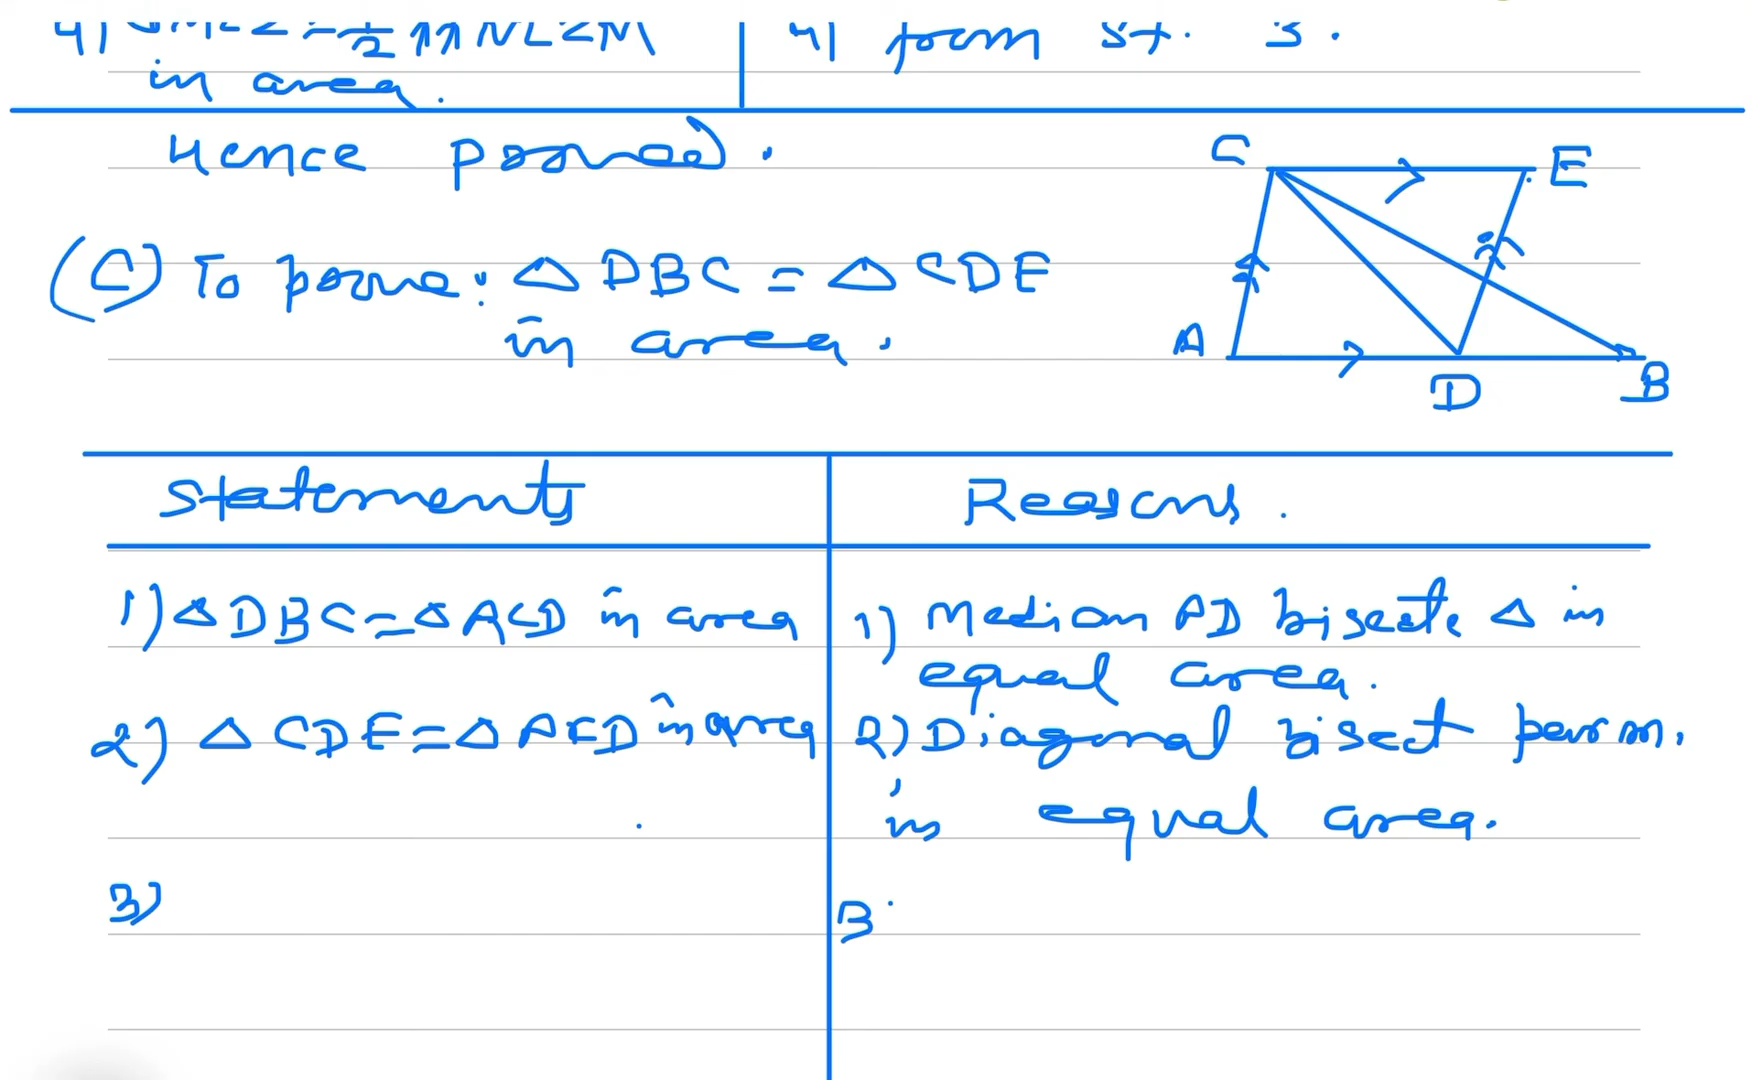 in area.
4) from st. 3.
Hence proved.
(C) To prove: △DBC = △CDE
in area.
C E
A D B
Statements
Reasons.
1) △DBC = △ACD in area
1) Median AD bisects △ in
equal area.
2) △CDE = △ACD in area
2) Diagonal bisect parm.
in equal area.
3)
3